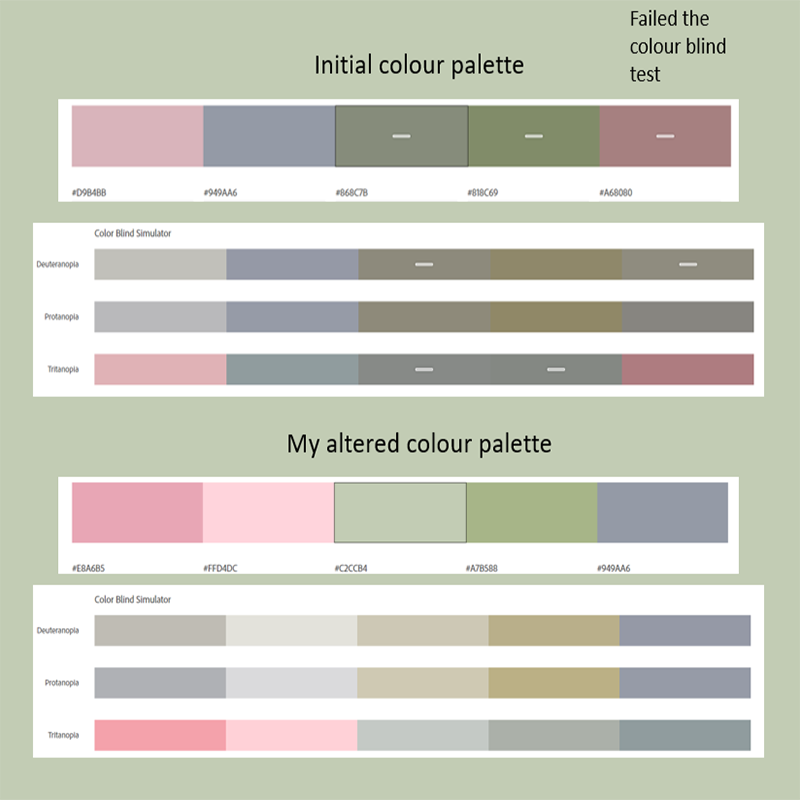 Failed the
colour blind
test
Initial colour palette
#D9B4BB #949AA6 #868C7B #818C69 #A68080
Color Blind Simulator
Deuteranopia
Protanopia
Tritanopia
My altered colour palette
#E8A6B5 #FFD4DC #C2CCB4 #A7B588 #949AA6
Color Blind Simulator
Deuteranopia
Protanopia
Tritanopia